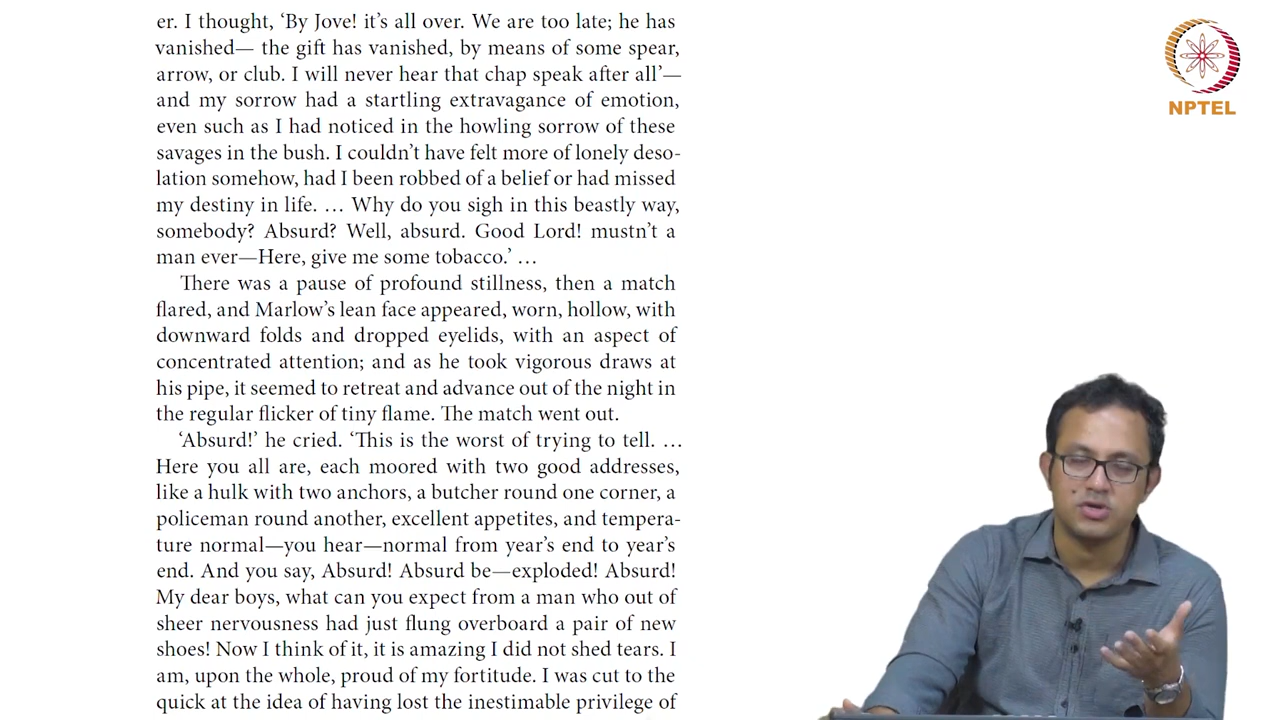 er. I thought, ‘By Jove! it’s all over. We are too late; he has
vanished— the gift has vanished, by means of some spear,
arrow, or club. I will never hear that chap speak after all’—
and my sorrow had a startling extravagance of emotion,
even such as I had noticed in the howling sorrow of these
savages in the bush. I couldn’t have felt more of lonely deso-
lation somehow, had I been robbed of a belief or had missed
my destiny in life. … Why do you sigh in this beastly way,
somebody? Absurd? Well, absurd. Good Lord! mustn’t a
man ever—Here, give me some tobacco.’ …
There was a pause of profound stillness, then a match
flared, and Marlow’s lean face appeared, worn, hollow, with
downward folds and dropped eyelids, with an aspect of
concentrated attention; and as he took vigorous draws at
his pipe, it seemed to retreat and advance out of the night in
the regular flicker of tiny flame. The match went out.
‘Absurd!’ he cried. ‘This is the worst of trying to tell. …
Here you all are, each moored with two good addresses,
like a hulk with two anchors, a butcher round one corner, a
policeman round another, excellent appetites, and tempera-
ture normal—you hear—normal from year’s end to year’s
end. And you say, Absurd! Absurd be—exploded! Absurd!
My dear boys, what can you expect from a man who out of
sheer nervousness had just flung overboard a pair of new
shoes! Now I think of it, it is amazing I did not shed tears. I
am, upon the whole, proud of my fortitude. I was cut to the
quick at the idea of having lost the inestimable privilege of
NPTEL